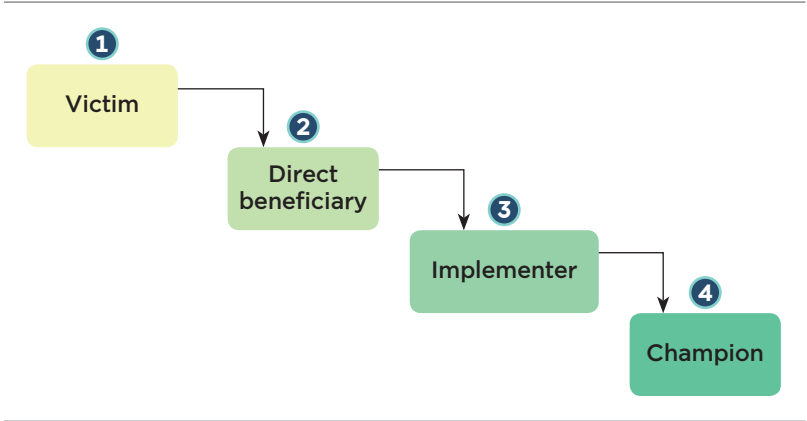 1
Victim
2
Direct
beneficiary
3
Implementer
4
Champion